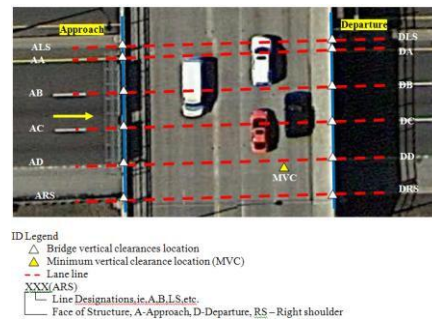 Approach
Departure
ALS
DLS
AA
DA
AB
DB
AC
DC
AD
DD
MVC
ARS
DRS
ID Legend
Bridge vertical clearances location
Minimum vertical clearance location (MVC)
Lane line
XXX(ARS)
Line Designations,ie,A,B,LS,etc.
Face of Structure, A-Approach, D-Departure, RS – Right shoulder